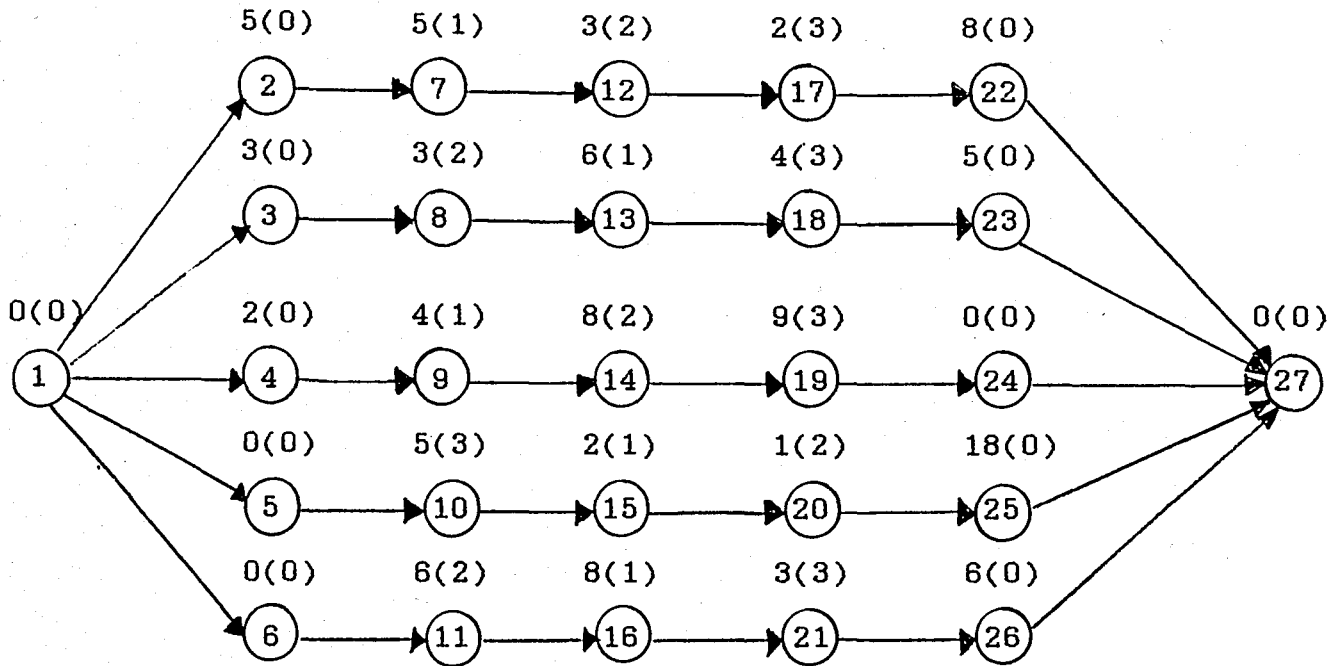 5(0) 5(1) 3(2) 2(3) 8(0)
2 7 12 17 22
3(0) 3(2) 6(1) 4(3) 5(0)
3 8 13 18 23
0(0) 2(0) 4(1) 8(2) 9(3) 0(0) 0(0)
1 4 9 14 19 24 27
0(0) 5(3) 2(1) 1(2) 18(0)
5 10 15 20 25
0(0) 6(2) 8(1) 3(3) 6(0)
6 11 16 21 26